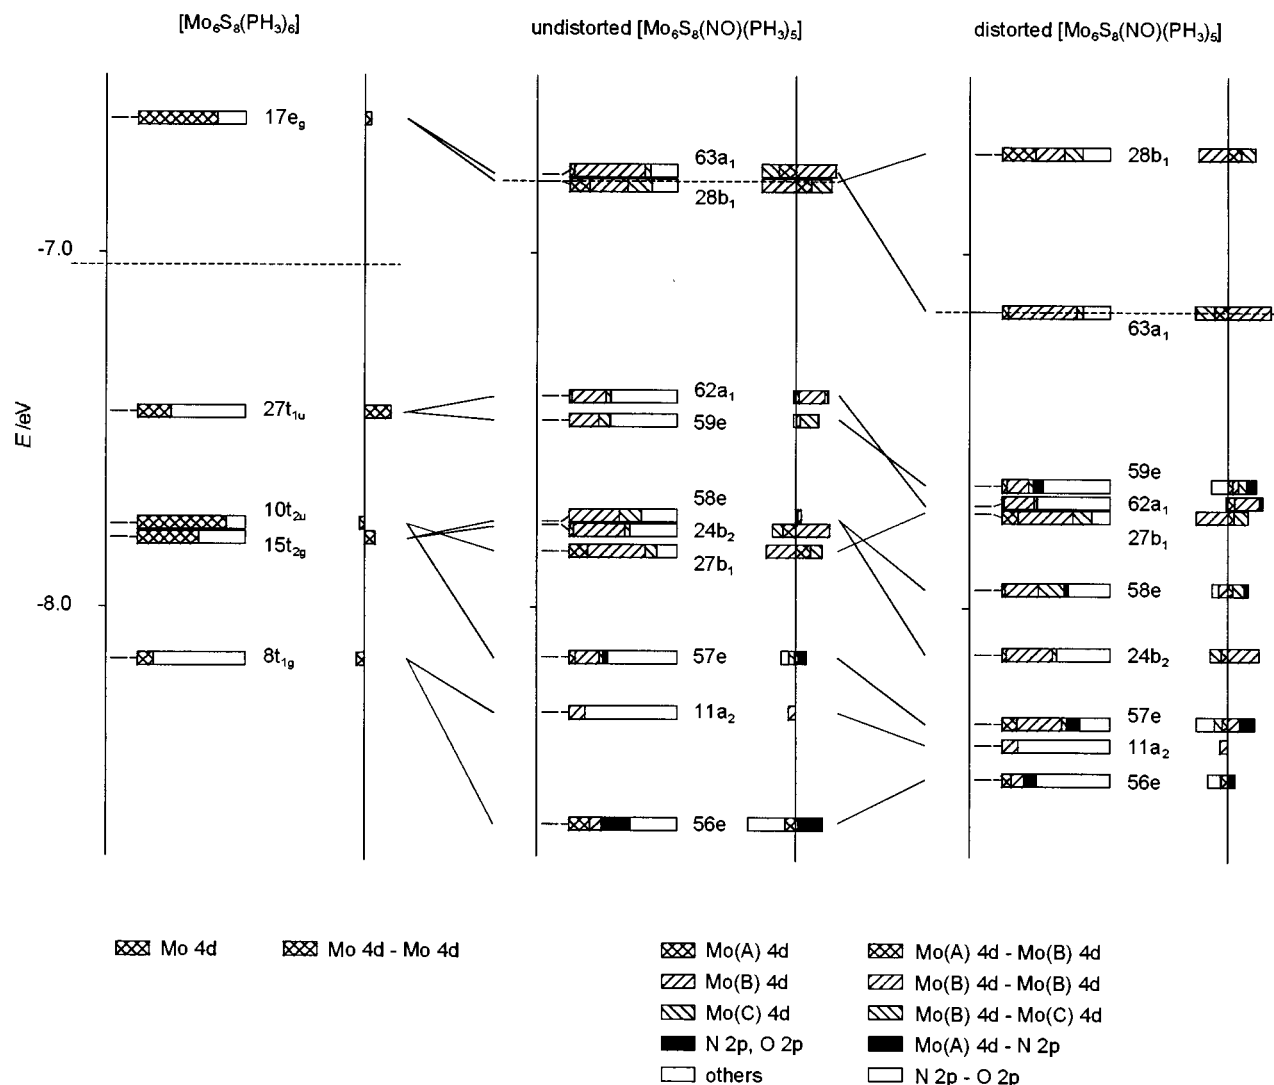 [Mo₆S₈(PH₃)₆]
undistorted [Mo₆S₈(NO)(PH₃)₅]
distorted [Mo₆S₈(NO)(PH₃)₅]
E /eV
-7.0
-8.0
17e_g
27t₁ᵤ
10t₂ᵤ
15t₂g
8t₁g
63a₁
28b₁
62a₁
59e
58e
24b₂
27b₁
57e
11a₂
56e
28b₁
63a₁
59e
62a₁
27b₁
58e
24b₂
57e
11a₂
56e
Mo 4d
Mo 4d - Mo 4d
Mo(A) 4d
Mo(B) 4d
Mo(C) 4d
N 2p, O 2p
others
Mo(A) 4d - Mo(B) 4d
Mo(B) 4d - Mo(B) 4d
Mo(B) 4d - Mo(C) 4d
Mo(A) 4d - N 2p
N 2p - O 2p